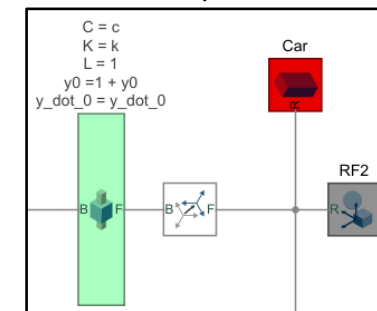 C = c
K = k
L = 1
y0 =1 + y0
y_dot_0 = y_dot_0
Car
R
RF2
B F
B F
R